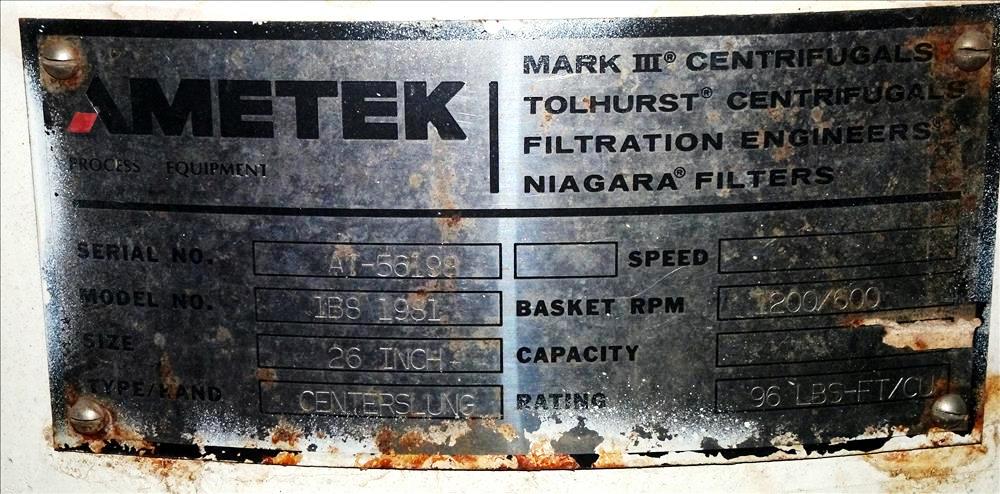 AMETEK
PROCESS EQUIPMENT
MARK III® CENTRIFUGALS
TOLHURST® CENTRIFUGALS
FILTRATION ENGINEERS®
NIAGARA® FILTERS
SERIAL NO. AT-56198
MODEL NO. 1BS 1981
SIZE 26 INCH
TYPE/HAND CENTERSLUNG
SPEED
BASKET RPM 1200/600
CAPACITY
RATING 96 LBS-FT/CU